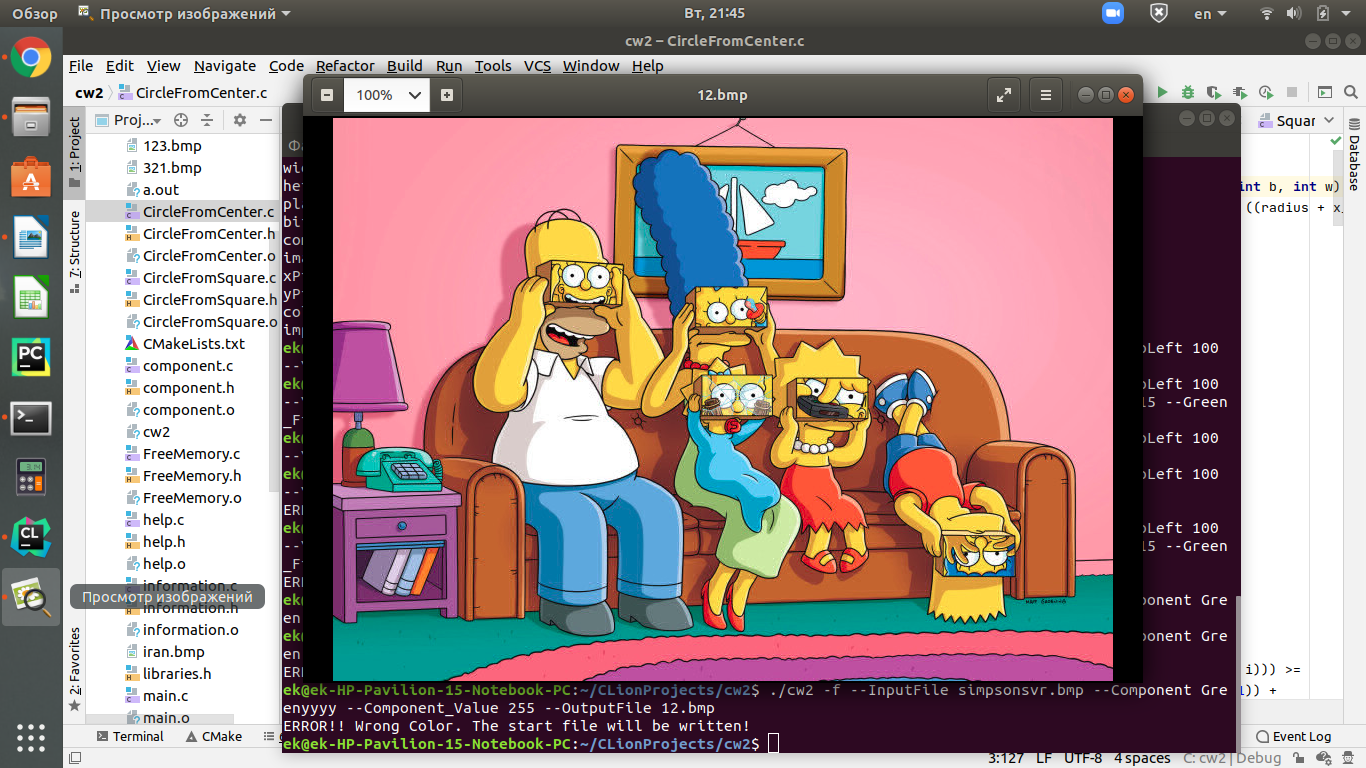 Обзор
Просмотр изображений
Вт, 21:45
en
cw2 – CircleFromCenter.c
File Edit View Navigate Code Refactor Build Run Tools VCS Window Help
cw2 CircleFromCenter.c
100%
12.bmp
Squar
1: Project
7: Structure
2: Favorites
Database
Proj...
123.bmp
321.bmp
a.out
CircleFromCenter.c
CircleFromCenter.h
CircleFromCenter.o
CircleFromSquare.c
CircleFromSquare.h
CircleFromSquare.o
CMakeLists.txt
component.c
component.h
component.o
cw2
FreeMemory.c
FreeMemory.h
FreeMemory.o
help.c
help.h
help.o
information.c
Просмотр изображений
information.h
information.o
iran.bmp
libraries.h
main.c
main.o
int b, int w)
((radius + x
pLeft 100
pLeft 100
15 --Green
pLeft 100
pLeft 100
pLeft 100
15 --Green
ponent Gre
ponent Gre
i))) >=
)) +
ek@ek-HP-Pavilion-15-Notebook-PC:~/CLionProjects/cw2$ ./cw2 -f --InputFile simpsonsvr.bmp --Component Gre
enyyyy --Component_Value 255 --OutputFile 12.bmp
ERROR!! Wrong Color. The start file will be written!
ek@ek-HP-Pavilion-15-Notebook-PC:~/CLionProjects/cw2$
Terminal CMake
Event Log
3:127 LF UTF-8 4 spaces C: cw2 | Debug